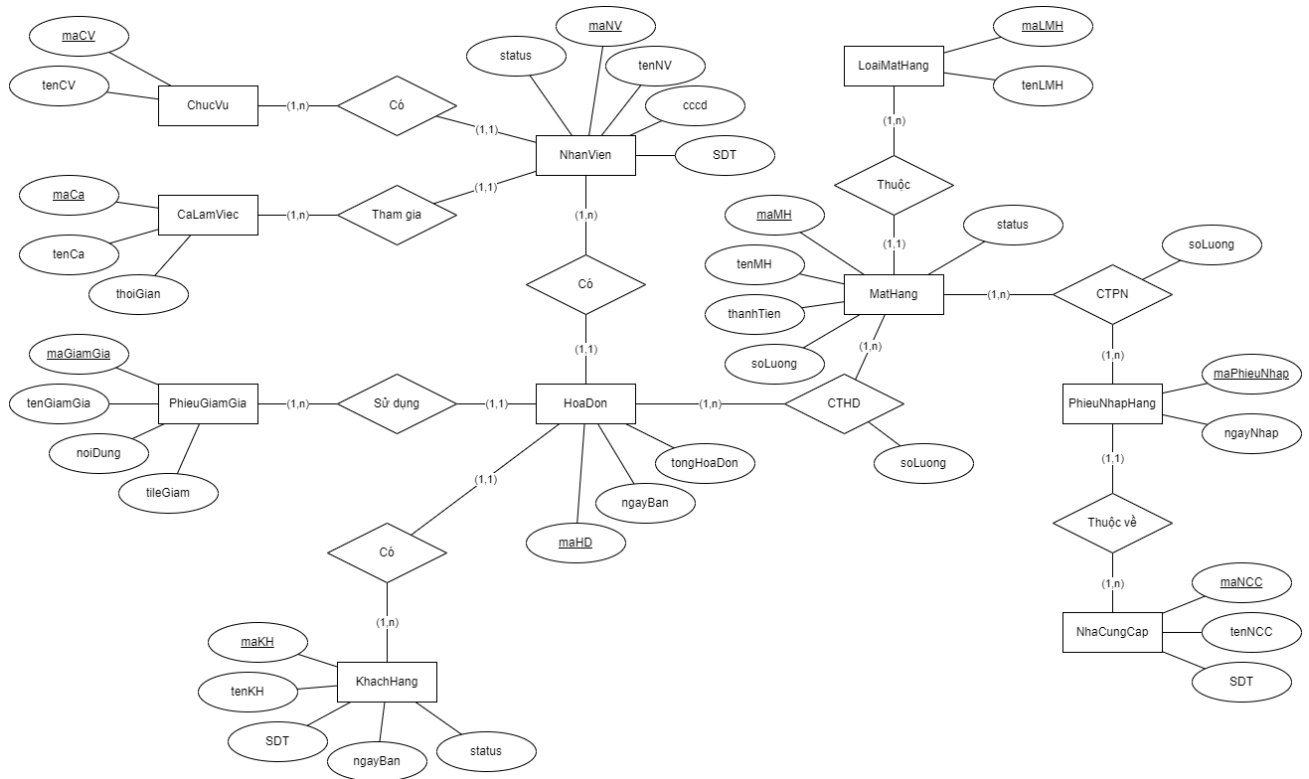 maCV
tenCV
ChucVu
(1,n)
Có
(1,1)
status
maNV
tenNV
cccd
SDT
NhanVien
maCa
tenCa
thoiGian
CaLamViec
(1,n)
Tham gia
(1,1)
(1,n)
Có
(1,1)
maLMH
tenLMH
LoaiMatHang
(1,n)
Thuộc
(1,1)
maMH
tenMH
thanhTien
soLuong
status
MatHang
(1,n)
CTPN
soLuong
(1,n)
(1,n)
CTHD
soLuong
(1,n)
maGiamGia
tenGiamGia
noiDung
tileGiam
PhieuGiamGia
(1,n)
Sử dụng
(1,1)
HoaDon
tongHoaDon
ngayBan
maHD
(1,1)
Có
(1,n)
maKH
tenKH
SDT
ngayBan
status
KhachHang
PhieuNhapHang
maPhieuNhap
ngayNhap
(1,1)
Thuộc về
(1,n)
NhaCungCap
maNCC
tenNCC
SDT